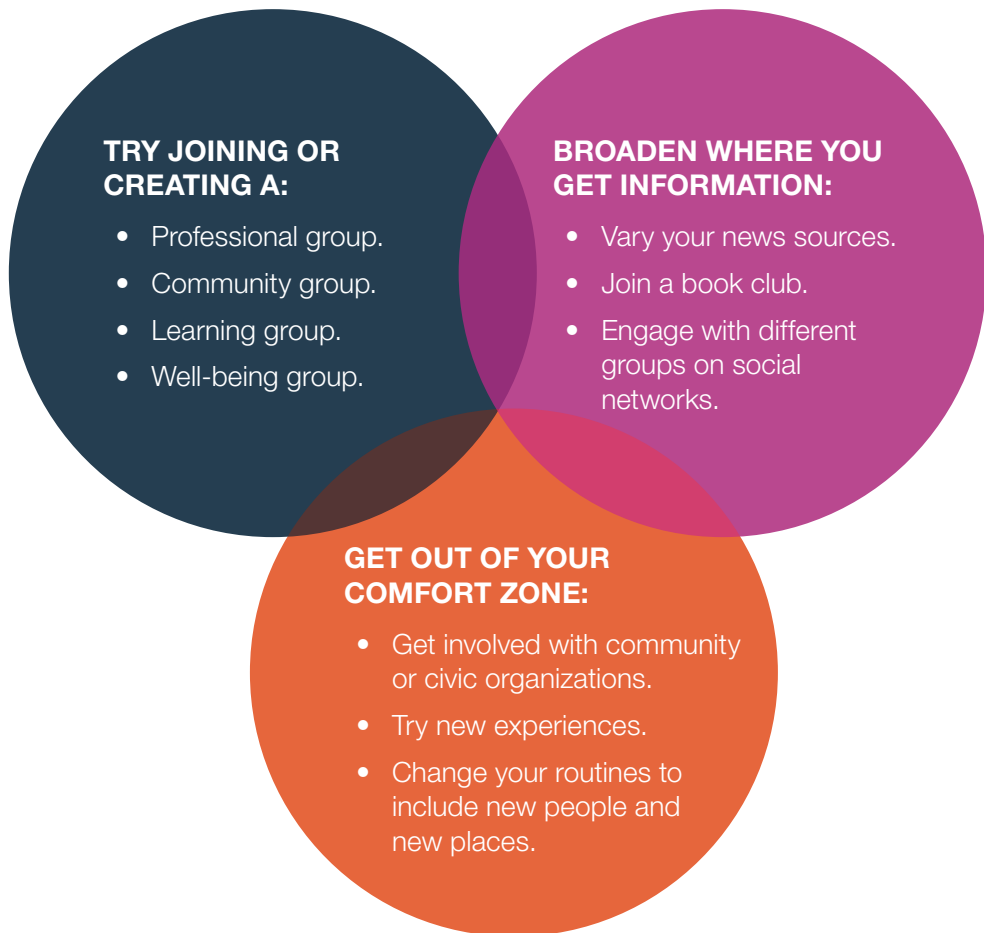 TRY JOINING OR
CREATING A:
• Professional group.
• Community group.
• Learning group.
• Well-being group.
BROADEN WHERE YOU
GET INFORMATION:
• Vary your news sources.
• Join a book club.
• Engage with different
groups on social
networks.
GET OUT OF YOUR
COMFORT ZONE:
• Get involved with community
or civic organizations.
• Try new experiences.
• Change your routines to
include new people and
new places.